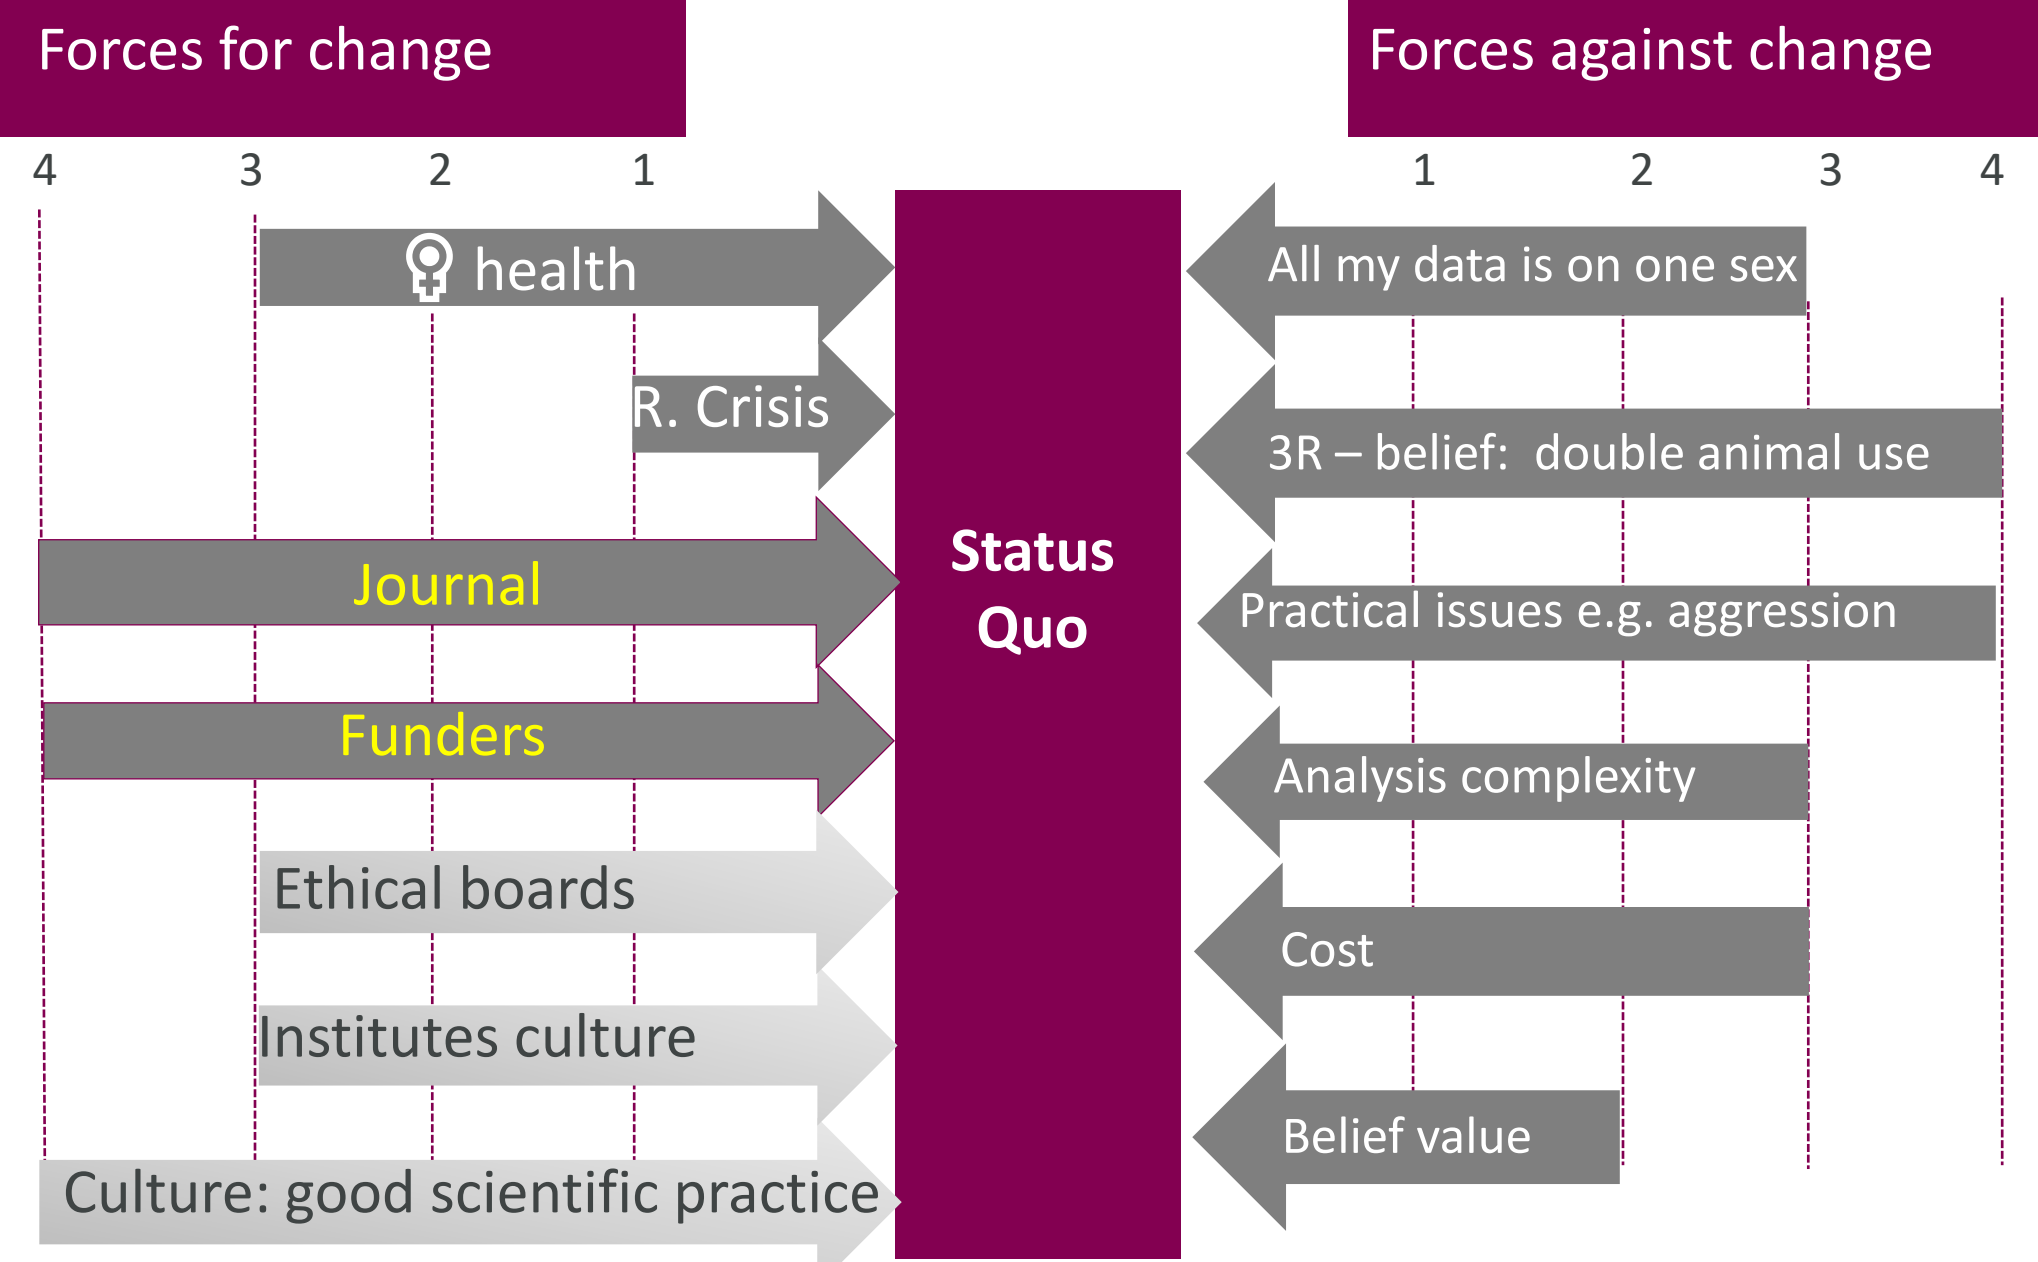 Forces for change
Forces against change
4 3 2 1
1 2 3 4
health
R. Crisis
Journal
Funders
Ethical boards
Institutes culture
Culture: good scientific practice
Status
Quo
All my data is on one sex
3R – belief: double animal use
Practical issues e.g. aggression
Analysis complexity
Cost
Belief value